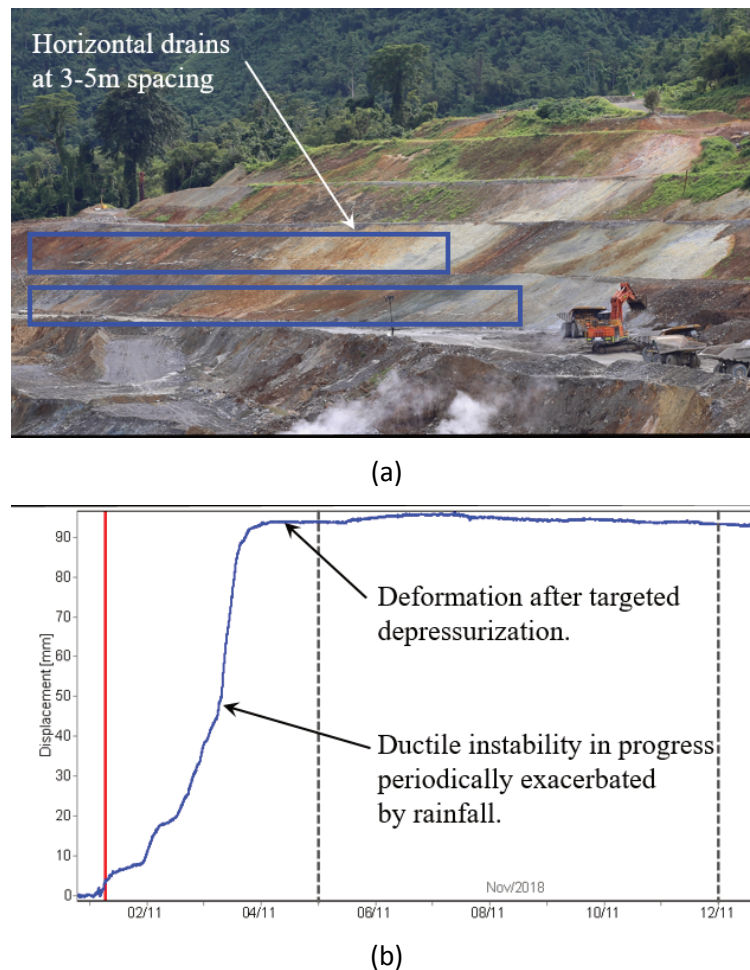 Horizontal drains
at 3-5m spacing
(a)
90
80
70
60
50
40
30
20
10
0
Displacement [mm]
Deformation after targeted
depressurization.
Ductile instability in progress
periodically exacerbated
by rainfall.
Nov/2018
02/11
04/11
06/11
08/11
10/11
12/11
(b)